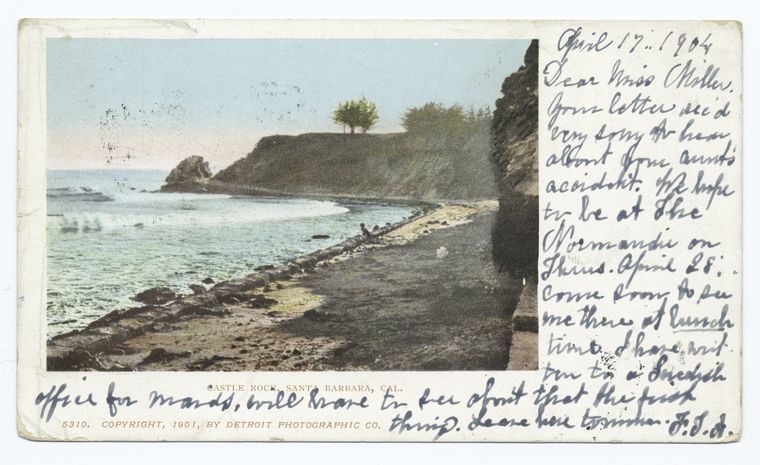 April 17. 1904
Dear Miss Miller.
Your letter rec'd
very sorry to hear
about your aunt's
accident. We hope
to be at The
Normandie on
Thurs. April 28.
come soon to see
me there at lunch
time. I have writ
ten to a Swedish
CASTLE ROCK, SANTA BARBARA, CAL.
office for maids, will have to see about that the first
5310. COPYRIGHT, 1901, BY DETROIT PHOTOGRAPHIC CO.
thing. Leave here tomorrow. F.J.A.